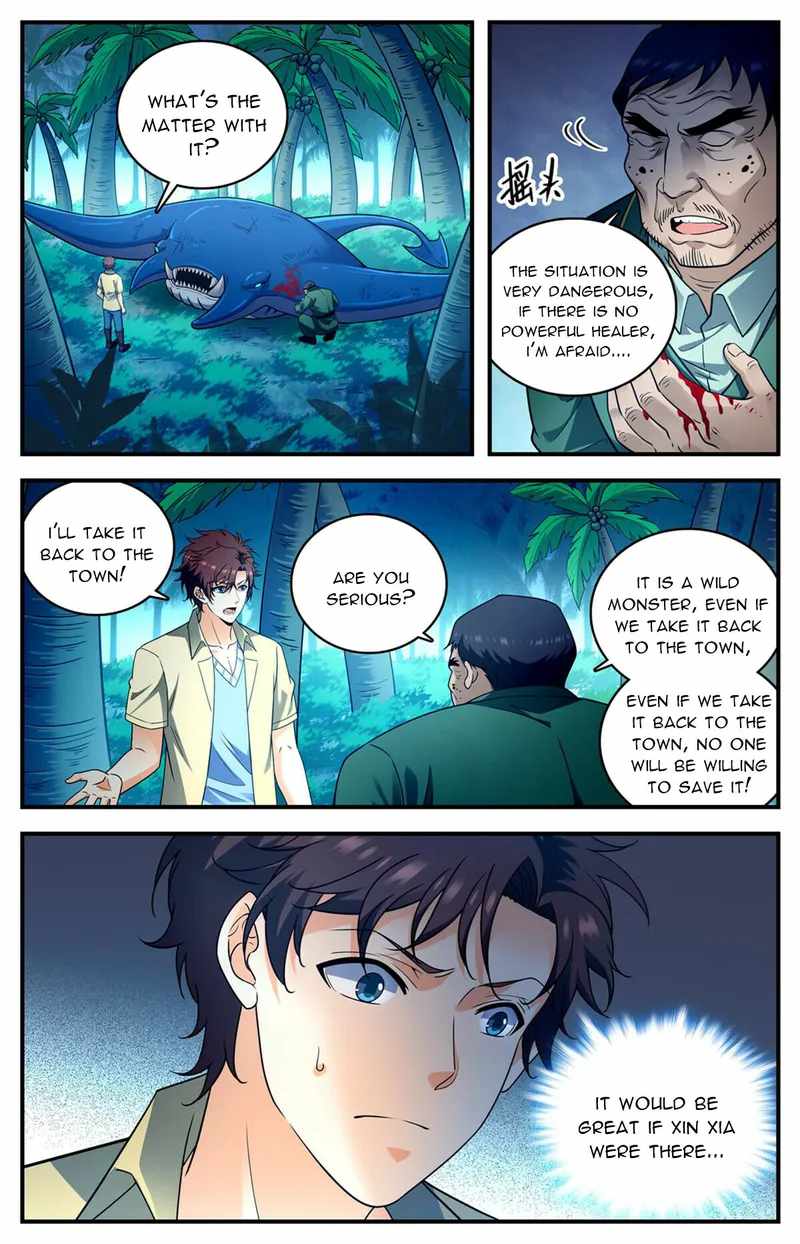 WHAT'S THE
MATTER WITH
IT?
摇头
THE SITUATION IS
VERY DANGEROUS,
IF THERE IS NO
POWERFUL HEALER,
I'M AFRAID....
I'LL TAKE IT
BACK TO THE
TOWN!
ARE YOU
SERIOUS?
IT IS A WILD
MONSTER, EVEN IF
WE TAKE IT BACK
TO THE TOWN,
EVEN IF WE TAKE
IT BACK TO THE
TOWN, NO ONE
WILL BE WILLING
TO SAVE IT!
IT WOULD BE
GREAT IF XIN XIA
WERE THERE...